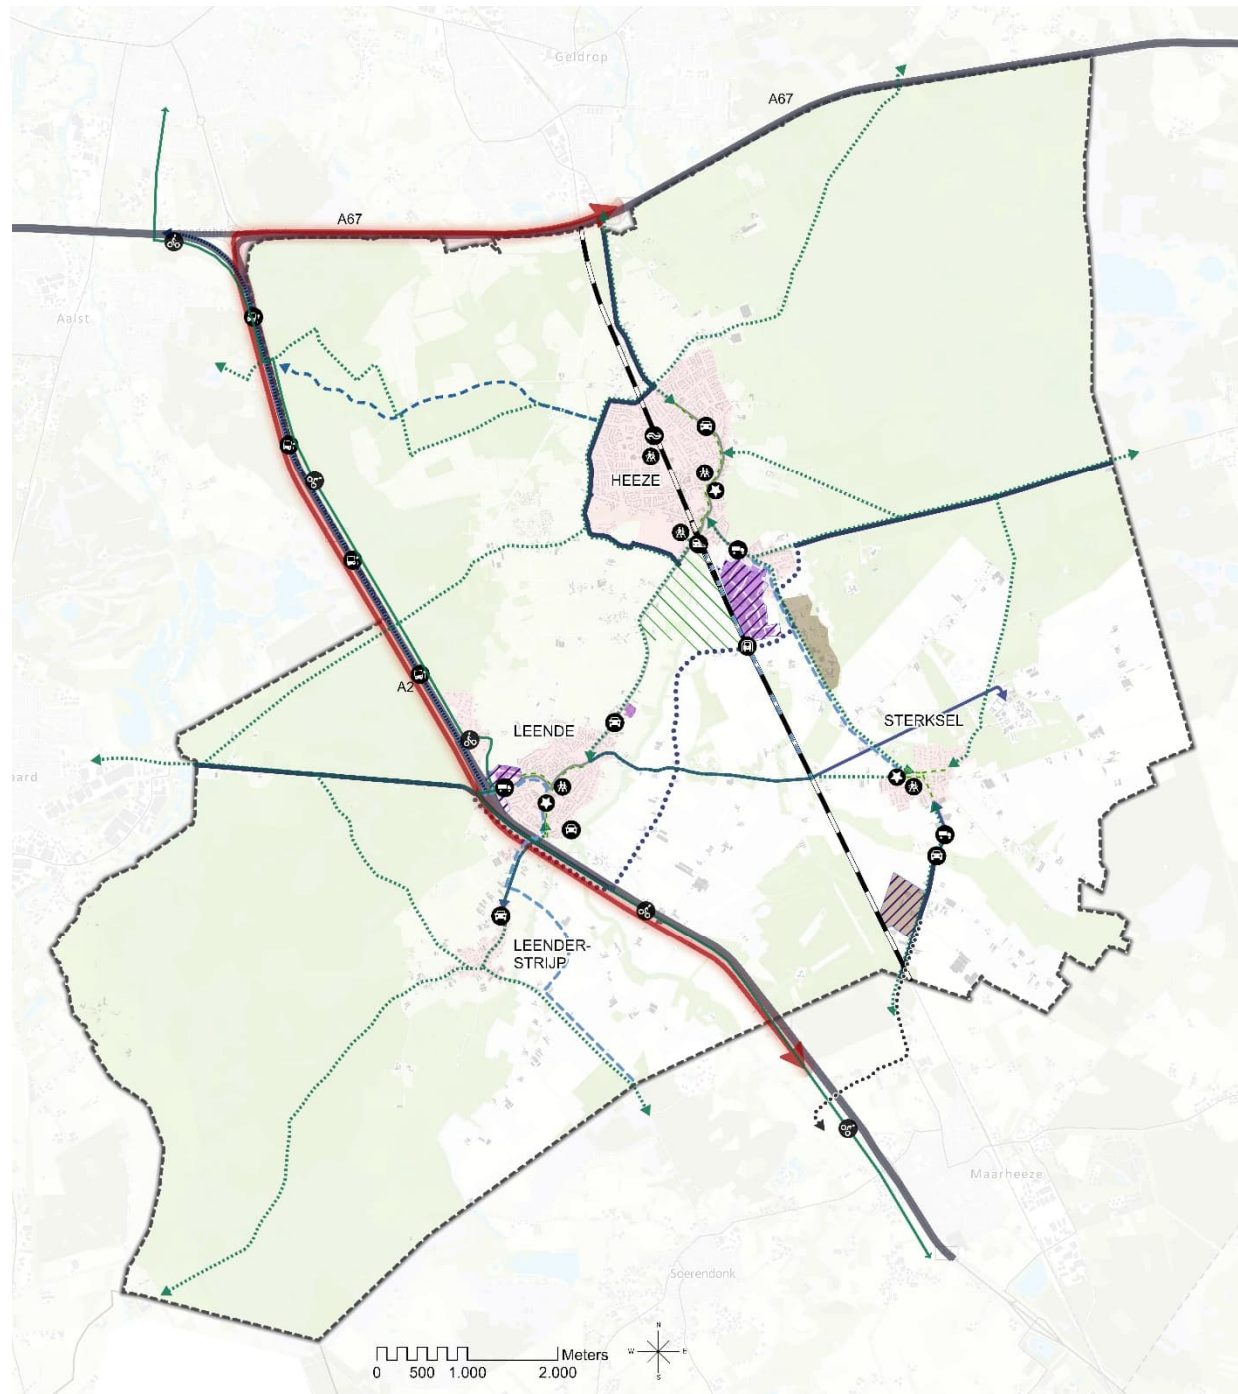 Geldrop
A67
A67
Aalst
HEEZE
A2
LEENDE
STERKSEL
aard
LEENDER-
STRIJP
Maarheeze
Soerendonk
N
W
E
S
Meters
0 500 1.000 2.000